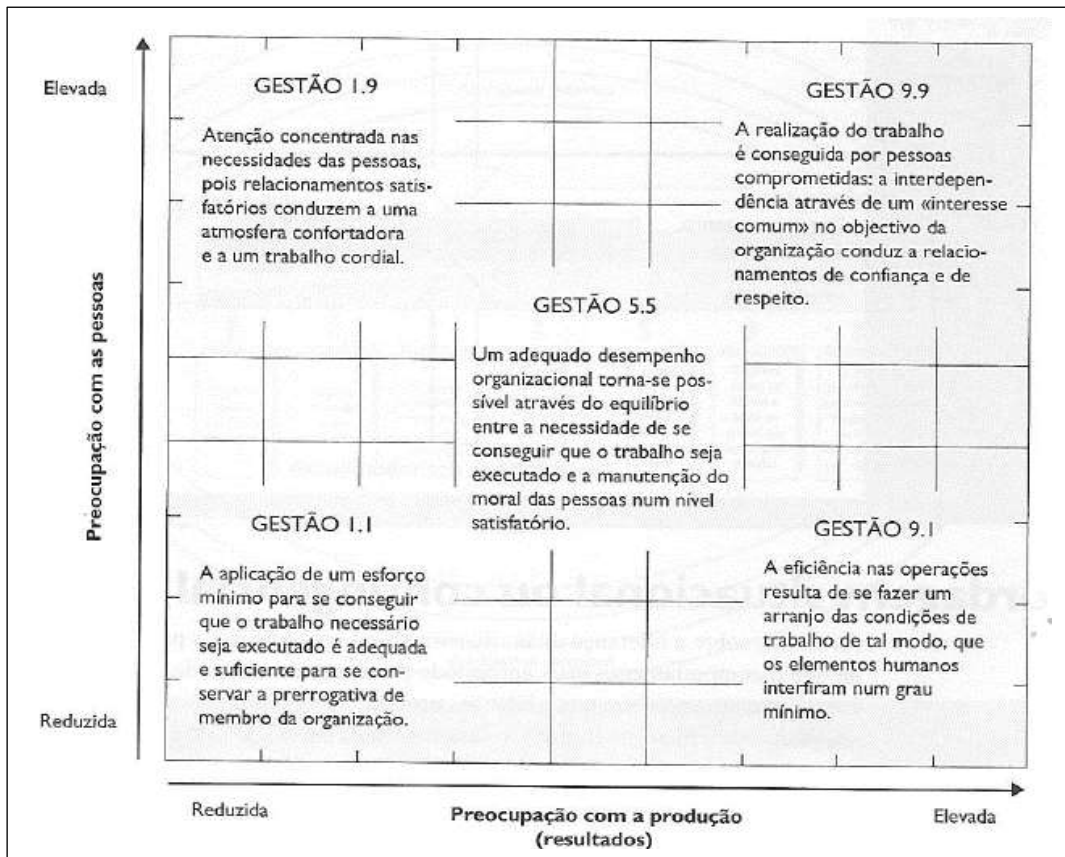 Elevada
Preocupação com as pessoas
Reduzida
GESTÃO 1.9
Atenção concentrada nas
necessidades das pessoas,
pois relacionamentos satis-
fatórios conduzem a uma
atmosfera confortadora
e a um trabalho cordial.
GESTÃO 9.9
A realização do trabalho
é conseguida por pessoas
comprometidas: a interdepen-
dência através de um «interesse
comum» no objectivo da
organização conduz a relacio-
namentos de confiança e de
respeito.
GESTÃO 5.5
Um adequado desempenho
organizacional torna-se pos-
sível através do equilíbrio
entre a necessidade de se
conseguir que o trabalho seja
executado e a manutenção do
moral das pessoas num nível
satisfatório.
GESTÃO 1.1
A aplicação de um esforço
mínimo para se conseguir
que o trabalho necessário
seja executado é adequada
e suficiente para se con-
servar a prerrogativa de
membro da organização.
GESTÃO 9.1
A eficiência nas operações
resulta de se fazer um
arranjo das condições de
trabalho de tal modo, que
os elementos humanos
interfiram num grau
mínimo.
Reduzida
Preocupação com a produção
(resultados)
Elevada